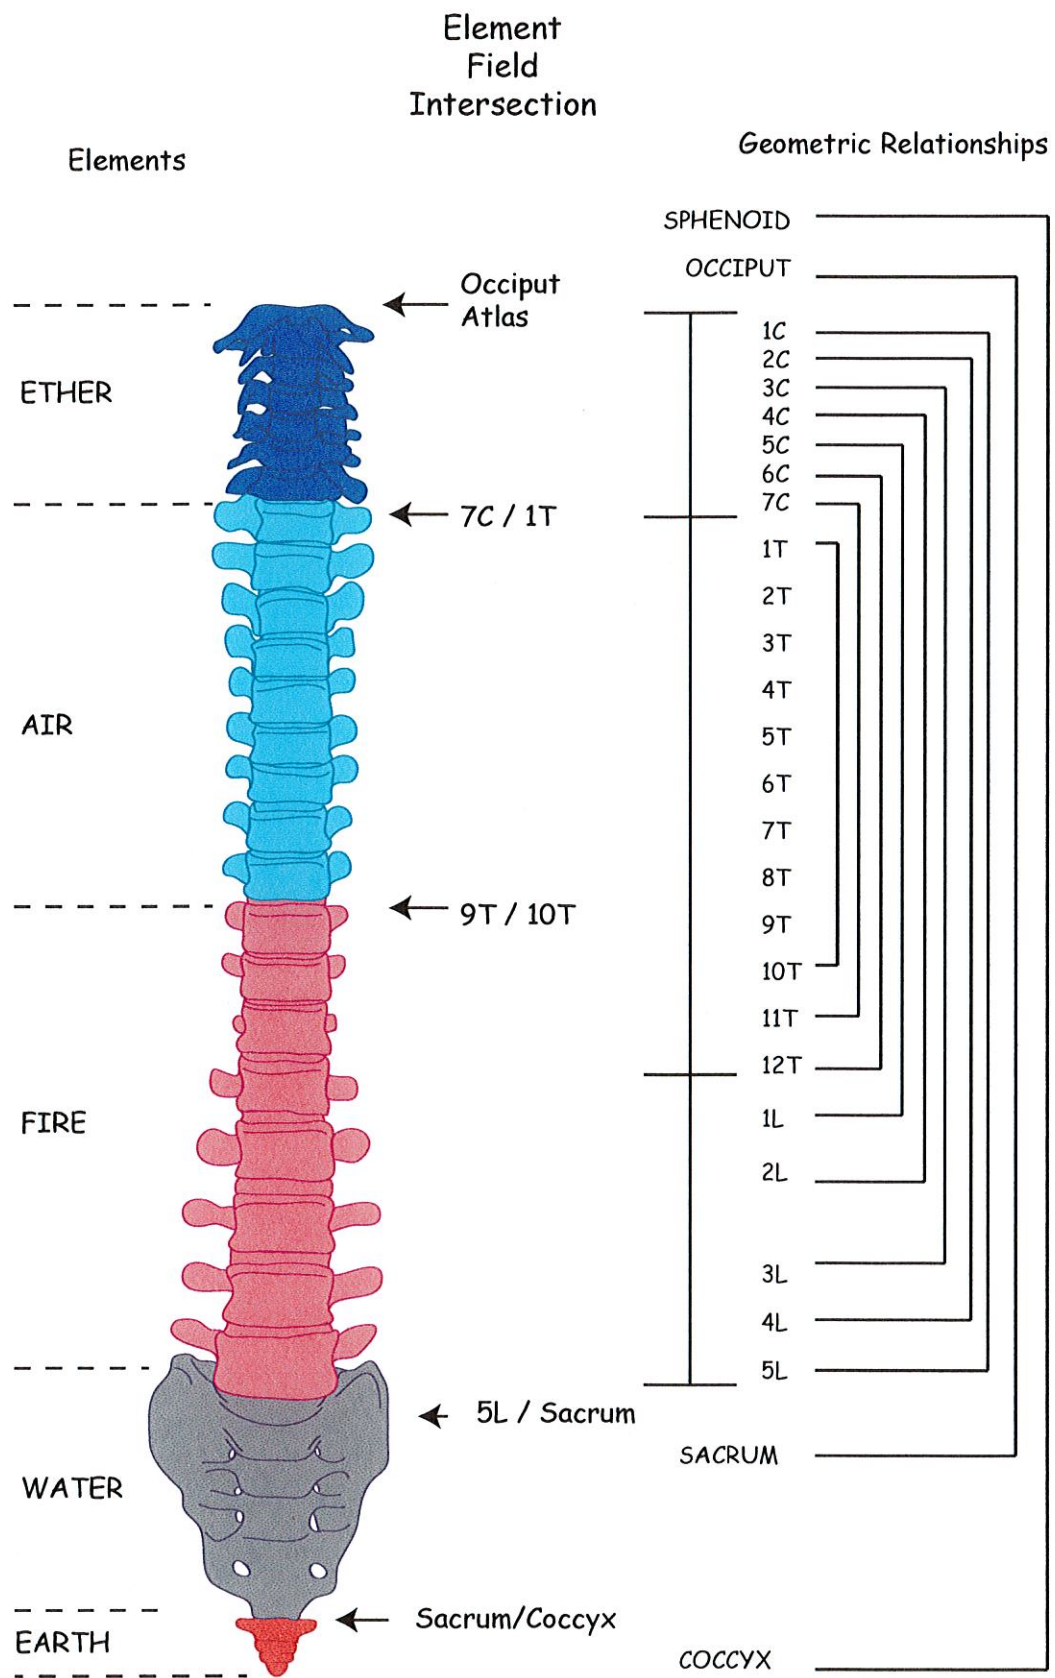 Element
Field
Intersection
Elements
Geometric Relationships
SPHENOID
OCCIPUT
Occiput
Atlas
1C
2C
3C
ETHER
4C
5C
6C
7C
7C / 1T
1T
2T
3T
4T
AIR
5T
6T
7T
8T
9T / 10T
9T
10T
11T
12T
FIRE
1L
2L
3L
4L
5L
5L / Sacrum
SACRUM
WATER
Sacrum/Coccyx
EARTH
COCCYX